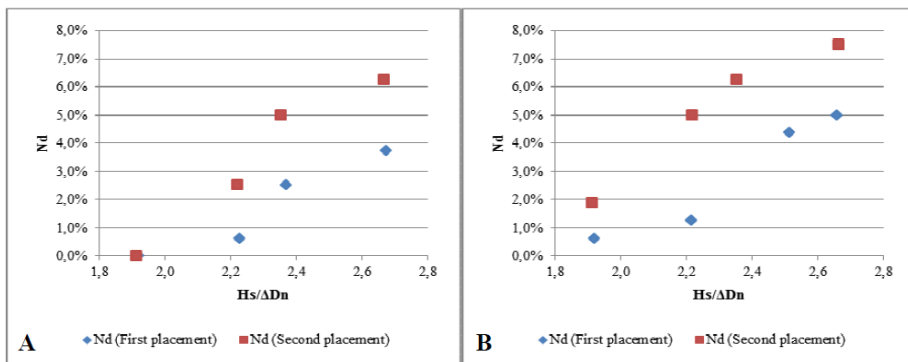 8,0%
7,0%
6,0%
5,0%
4,0%
3,0%
2,0%
1,0%
0,0%
Nd
1,8 2,0 2,2 2,4 2,6 2,8
Hs/ΔDn
A Nd (First placement) Nd (Second placement)
8,0%
7,0%
6,0%
5,0%
4,0%
3,0%
2,0%
1,0%
0,0%
Nd
1,8 2,0 2,2 2,4 2,6 2,8
Hs/ΔDn
B Nd (First placement) Nd (Second placement)